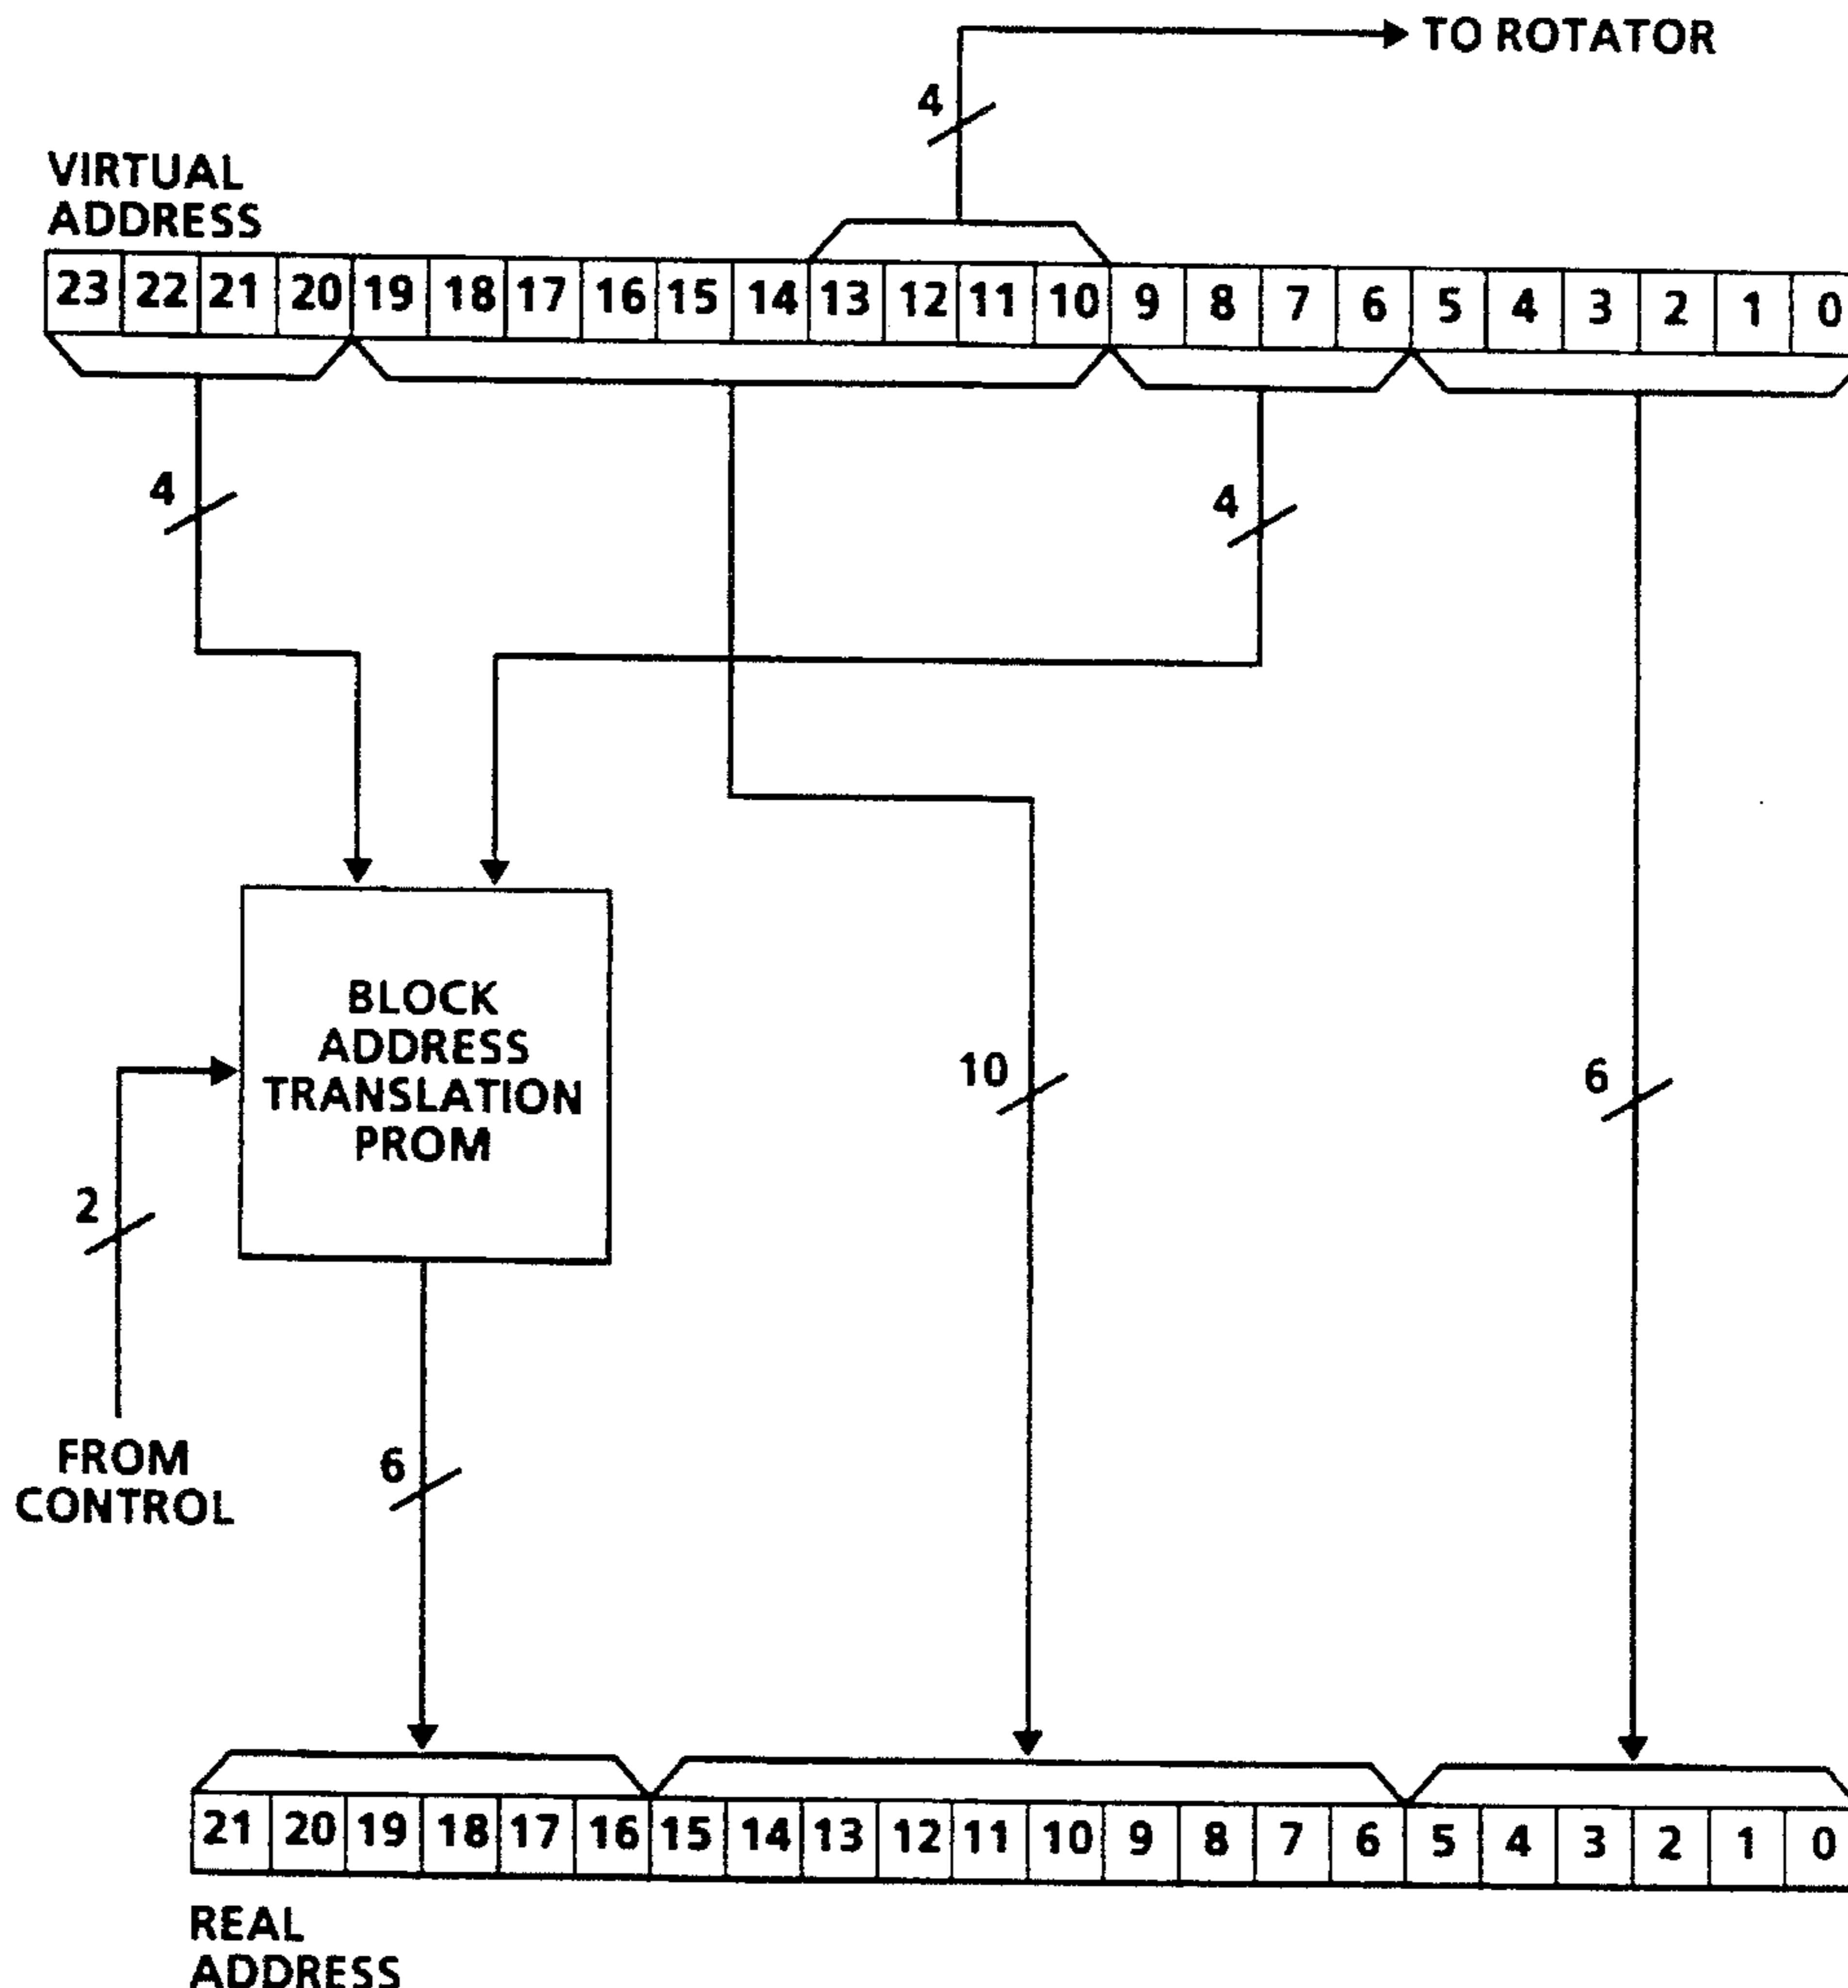 TO ROTATOR
4
VIRTUAL
ADDRESS
23 22 21 20 19 18 17 16 15 14 13 12 11 10 9 8 7 6 5 4 3 2 1 0
4
4
BLOCK
ADDRESS
TRANSLATION
PROM
10
6
2
FROM
CONTROL
6
21 20 19 18 17 16 15 14 13 12 11 10 9 8 7 6 5 4 3 2 1 0
REAL
ADDRESS